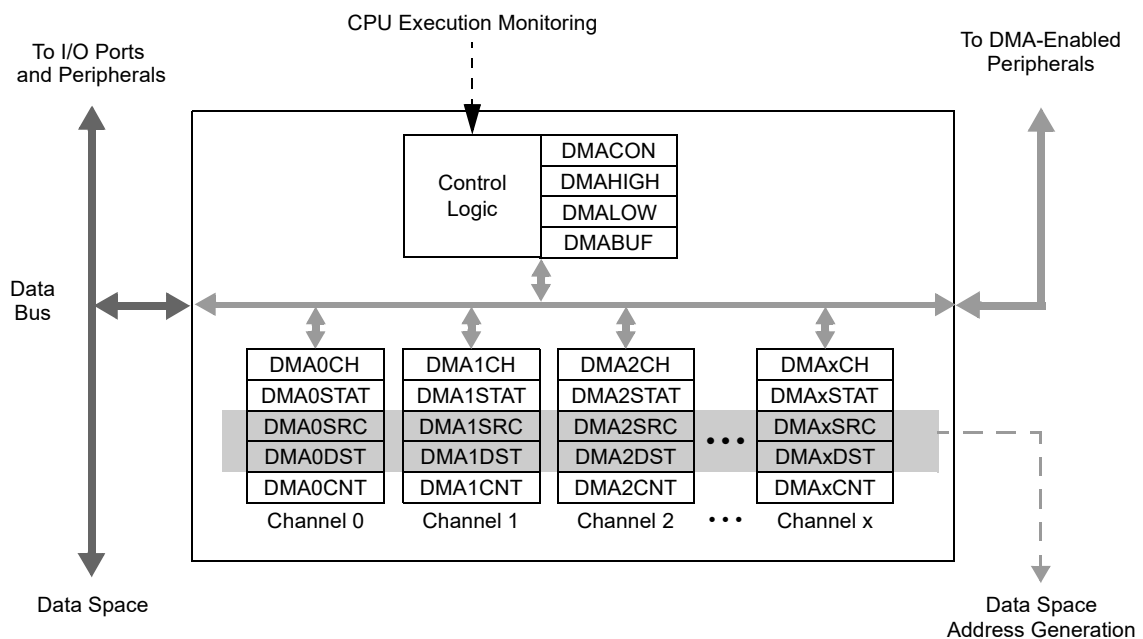 CPU Execution Monitoring
To I/O Ports
and Peripherals
To DMA-Enabled
Peripherals
Control
Logic
DMACON
DMAHIGH
DMALOW
DMABUF
Data
Bus
DMA0CH
DMA0STAT
DMA0SRC
DMA0DST
DMA0CNT
Channel 0
DMA1CH
DMA1STAT
DMA1SRC
DMA1DST
DMA1CNT
Channel 1
DMA2CH
DMA2STAT
DMA2SRC
DMA2DST
DMA2CNT
Channel 2
• • •
• • •
DMAxCH
DMAxSTAT
DMAxSRC
DMAxDST
DMAxCNT
Channel x
Data Space
Data Space
Address Generation